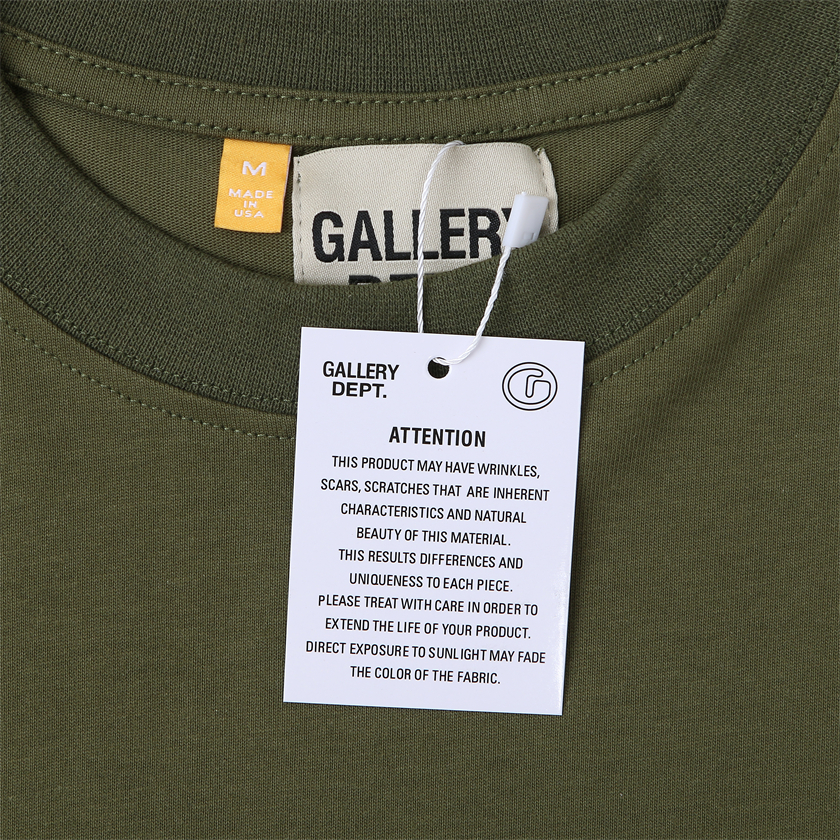 M
MADE
IN
USA
GALLERY
GALLERY
DEPT.
ATTENTION
THIS PRODUCT MAY HAVE WRINKLES,
SCARS, SCRATCHES THAT ARE INHERENT
CHARACTERISTICS AND NATURAL
BEAUTY OF THIS MATERIAL.
THIS RESULTS DIFFERENCES AND
UNIQUENESS TO EACH PIECE.
PLEASE TREAT WITH CARE IN ORDER TO
EXTEND THE LIFE OF YOUR PRODUCT.
DIRECT EXPOSURE TO SUNLIGHT MAY FADE
THE COLOR OF THE FABRIC.